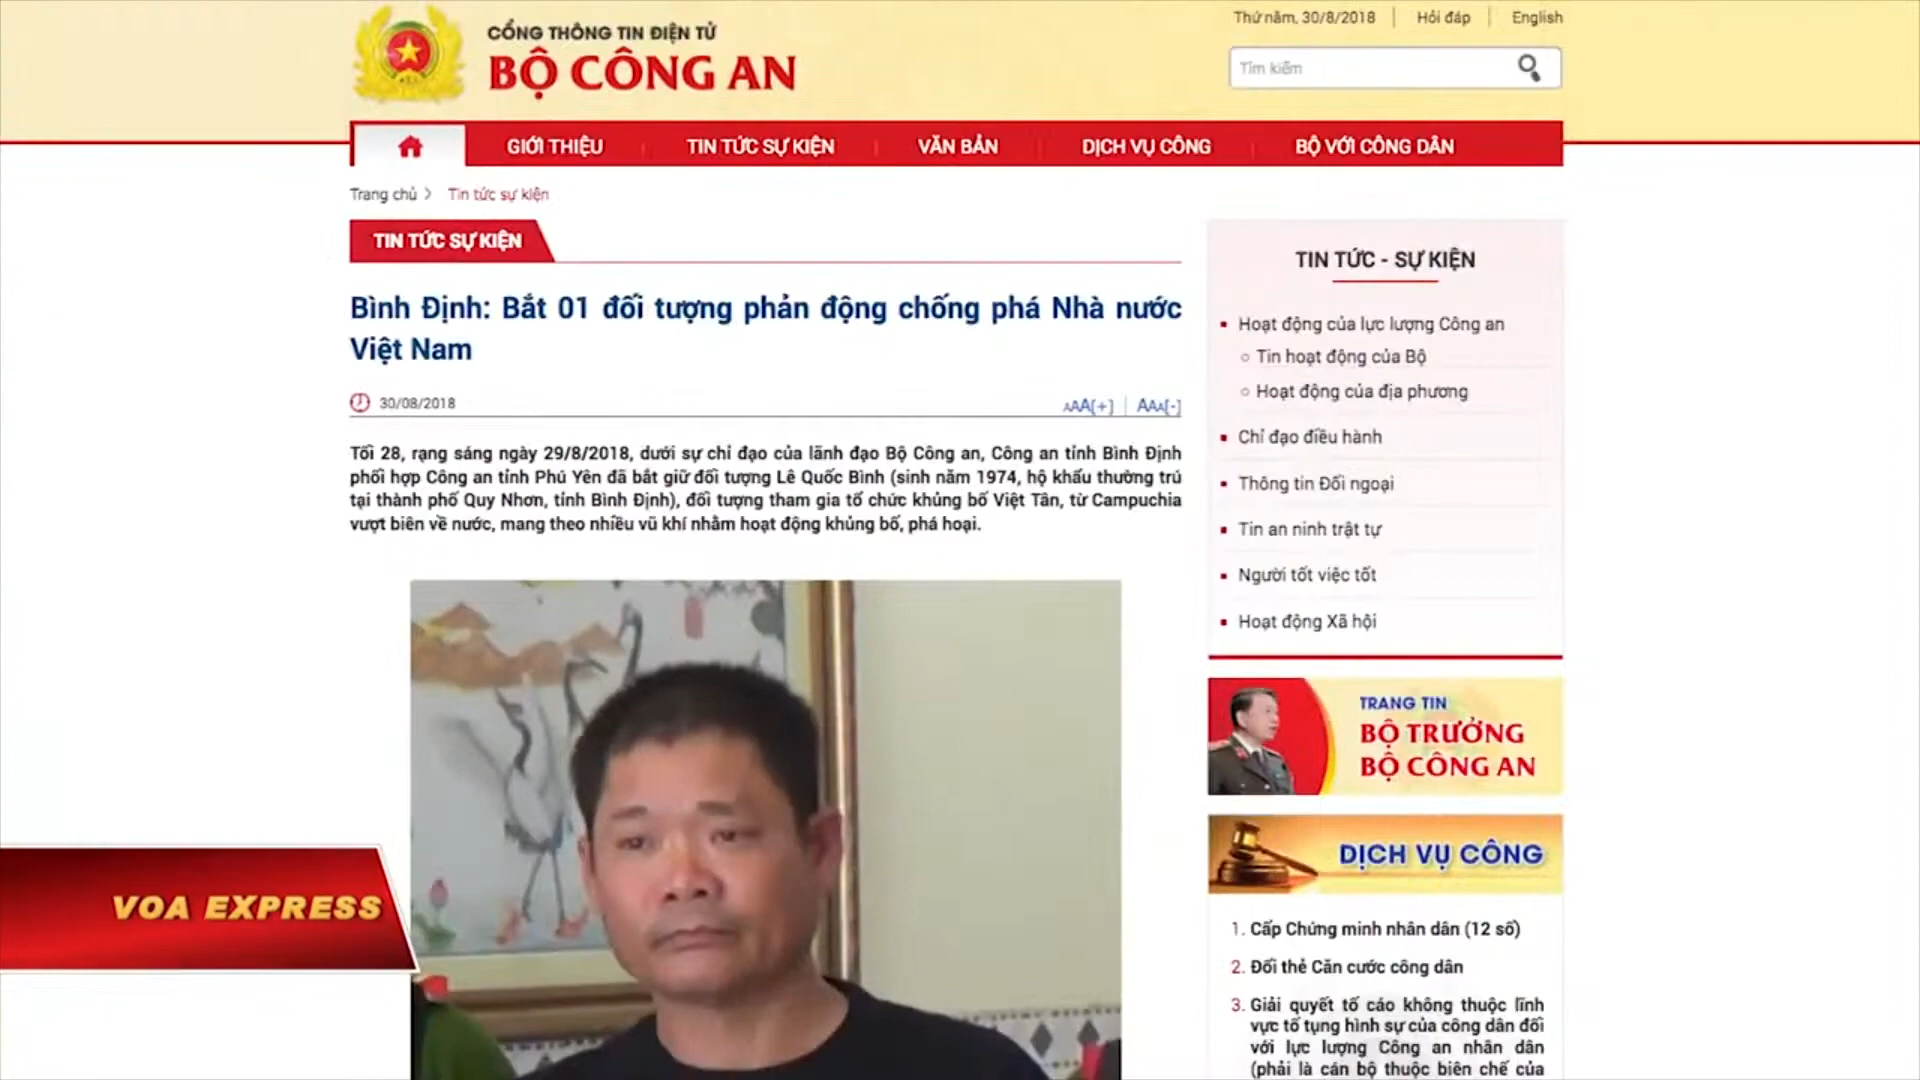 CỔNG THÔNG TIN ĐIỆN TỬ
BỘ CÔNG AN
Thứ năm, 30/8/2018
Hỏi đáp
English
Tìm kiếm
GIỚI THIỆU
TIN TỨC SỰ KIỆN
VĂN BẢN
DỊCH VỤ CÔNG
BỘ VỚI CÔNG DÂN
Trang chủ > Tin tức sự kiện
TIN TỨC SỰ KIỆN
Bình Định: Bắt 01 đối tượng phản động chống phá Nhà nước
Việt Nam
30/08/2018
AAA[+]
AAA[-]
Tối 28, rạng sáng ngày 29/8/2018, dưới sự chỉ đạo của lãnh đạo Bộ Công an, Công an tỉnh Bình Định
phối hợp Công an tỉnh Phú Yên đã bắt giữ đối tượng Lê Quốc Bình (sinh năm 1974, hộ khẩu thường trú
tại thành phố Quy Nhơn, tỉnh Bình Định), đối tượng tham gia tổ chức khủng bố Việt Tân, từ Campuchia
vượt biên về nước, mang theo nhiều vũ khí nhằm hoạt động khủng bố, phá hoại.
TIN TỨC - SỰ KIỆN
Hoạt động của lực lượng Công an
Tin hoạt động của Bộ
Hoạt động của địa phương
Chỉ đạo điều hành
Thông tin Đối ngoại
Tin an ninh trật tự
Người tốt việc tốt
Hoạt động Xã hội
TRANG TIN
BỘ TRƯỞNG
BỘ CÔNG AN
DỊCH VỤ CÔNG
1. Cấp Chứng minh nhân dân (12 số)
2. Đổi thẻ Căn cước công dân
3. Giải quyết tố cáo không thuộc lĩnh
vực tố tụng hình sự của công dân đối
với lực lượng Công an nhân dân
(phải là cán bộ thuộc biên chế của
VOA EXPRESS